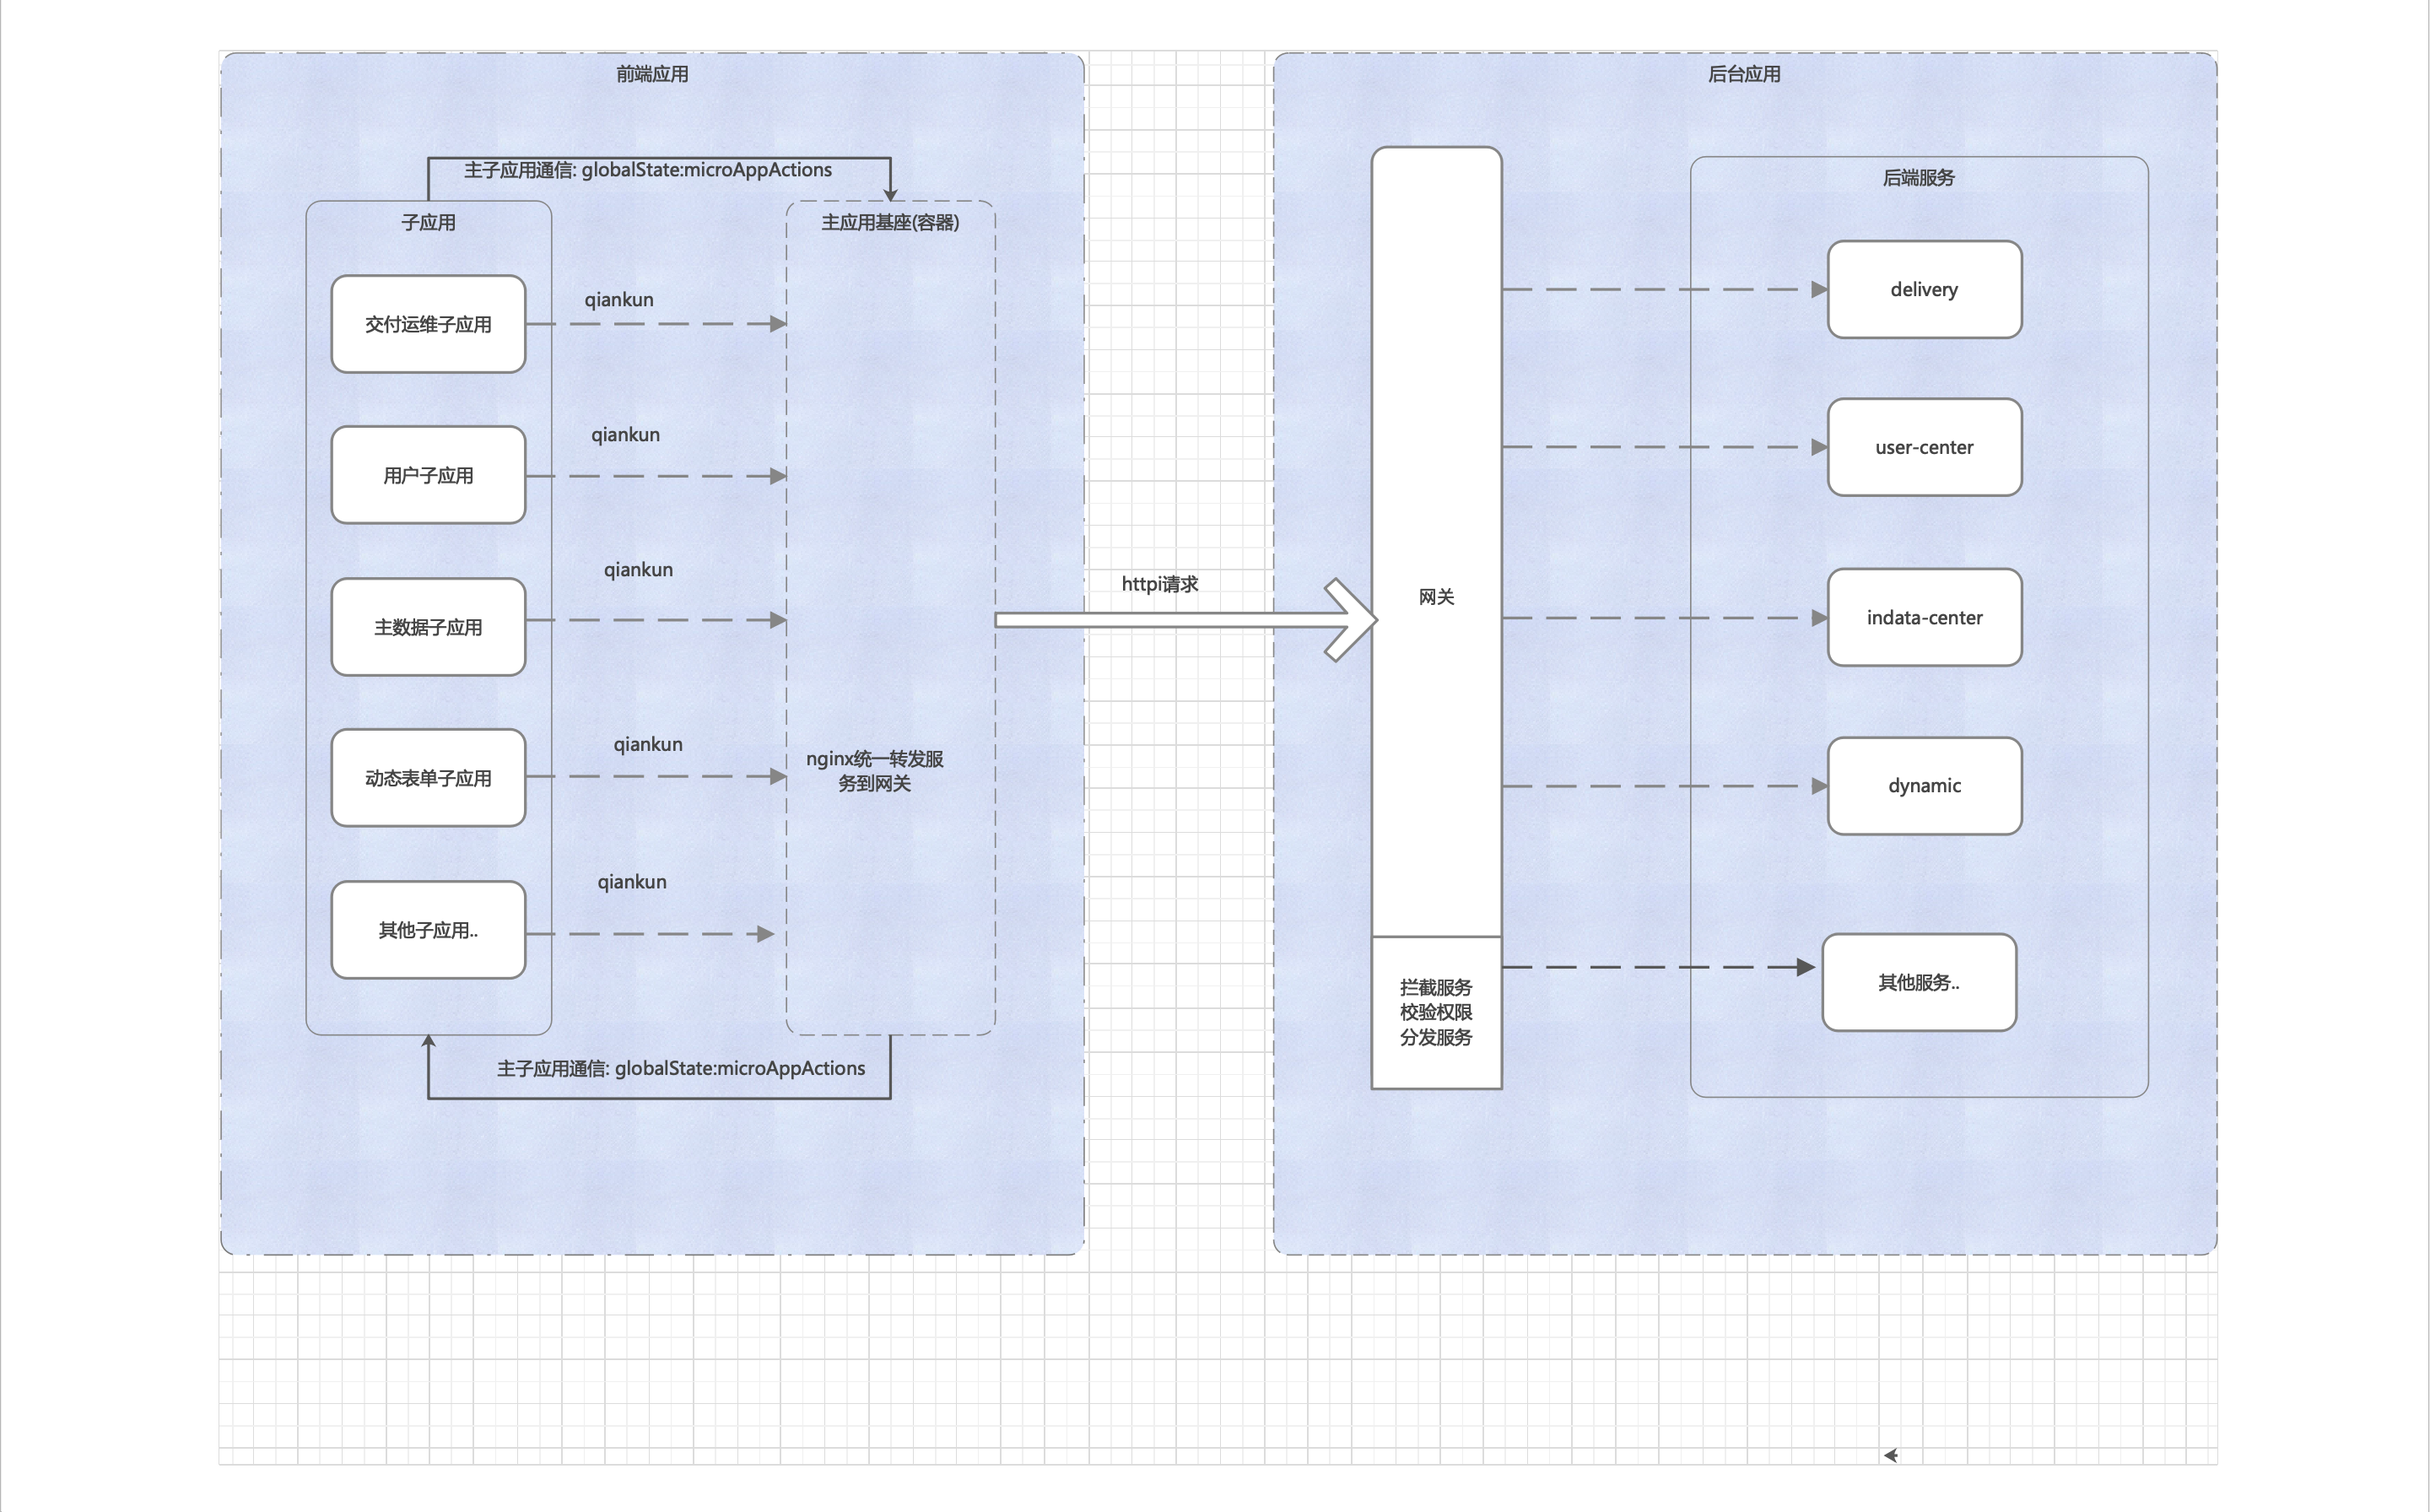 前端应用
主子应用通信: globalState:microAppActions
子应用
主应用基座(容器)
交付运维子应用
qiankun
用户子应用
qiankun
主数据子应用
qiankun
动态表单子应用
qiankun
其他子应用..
qiankun
nginx统一转发服
务到网关
主子应用通信: globalState:microAppActions
httpi请求
后台应用
网关
拦截服务
校验权限
分发服务
后端服务
delivery
user-center
indata-center
dynamic
其他服务..